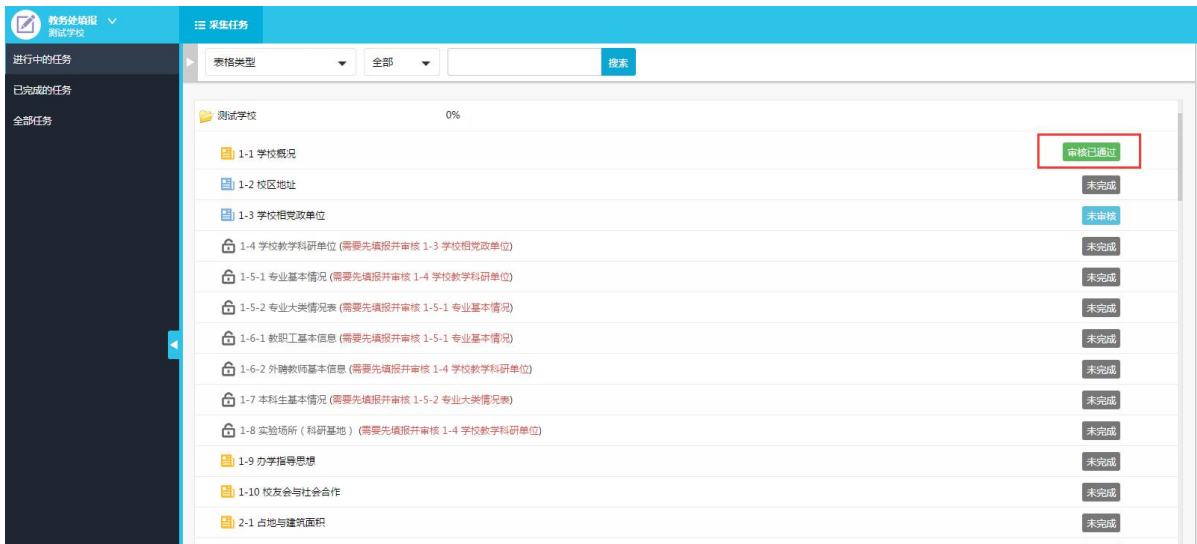 教务处填报
测试学校
采集任务
进行中的任务
已完成的任务
全部任务
表格类型 全部 搜索
测试学校 0%
1-1 学校概况 审核已通过
1-2 校区地址 未完成
1-3 学校相党政单位 未审核
1-4 学校教学科研单位 (需要先填报并审核 1-3 学校相党政单位) 未完成
1-5-1 专业基本情况 (需要先填报并审核 1-4 学校教学科研单位) 未完成
1-5-2 专业大类情况表 (需要先填报并审核 1-5-1 专业基本情况) 未完成
1-6-1 教职工基本信息 (需要先填报并审核 1-5-1 专业基本情况) 未完成
1-6-2 外聘教师基本信息 (需要先填报并审核 1-4 学校教学科研单位) 未完成
1-7 本科生基本情况 (需要先填报并审核 1-5-2 专业大类情况表) 未完成
1-8 实验场所（科研基地） (需要先填报并审核 1-4 学校教学科研单位) 未完成
1-9 办学指导思想 未完成
1-10 校友会与社会合作 未完成
2-1 占地与建筑面积 未完成